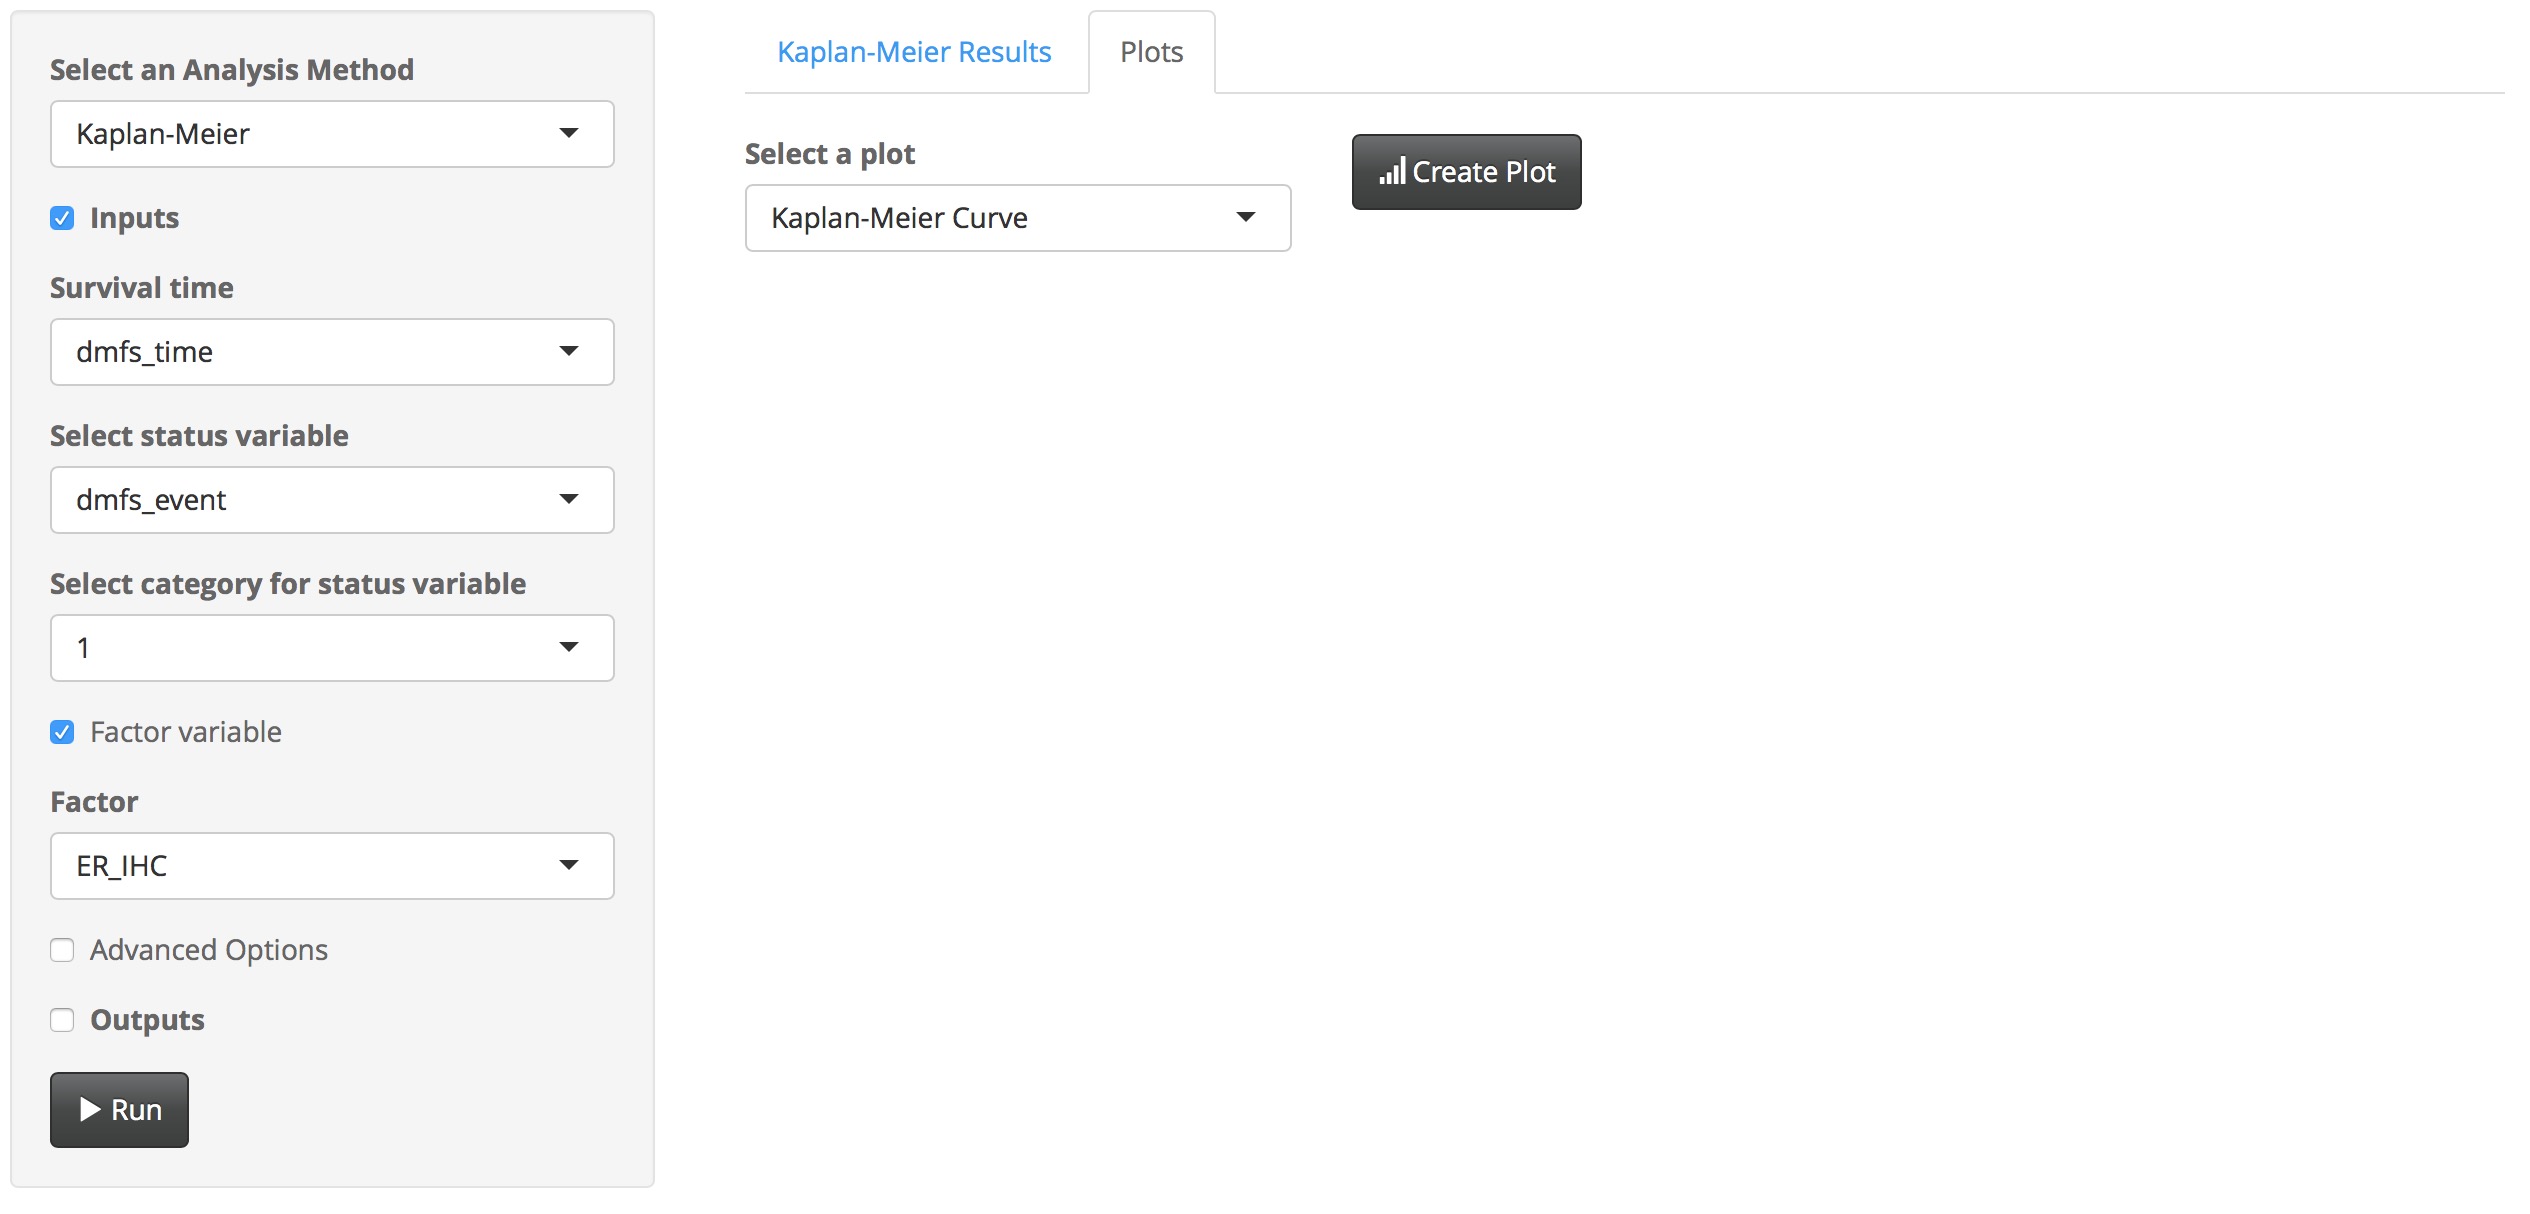 Select an Analysis Method
Kaplan-Meier
Inputs
Survival time
dmfs_time
Select status variable
dmfs_event
Select category for status variable
1
Factor variable
Factor
ER_IHC
Advanced Options
Outputs
Run
Kaplan-Meier Results
Plots
Select a plot
Kaplan-Meier Curve
Create Plot